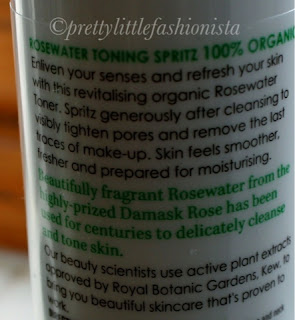 ©prettylittlefashionista
ROSEWATER TONING SPRITZ 100% ORGANIC
Enliven your senses and refresh your skin
with this revitalising organic Rosewater
Toner. Spritz generously after cleansing to
visibly tighten pores and remove the last
traces of make-up. Skin feels smoother,
fresher and prepared for moisturising.
Beautifully fragrant Rosewater from the
highly-prized Damask Rose has been
used for centuries to delicately cleanse
and tone skin.
Our beauty scientists use active plant extracts
approved by Royal Botanic Gardens, Kew, to
bring you beautiful skincare that's proven to
work.